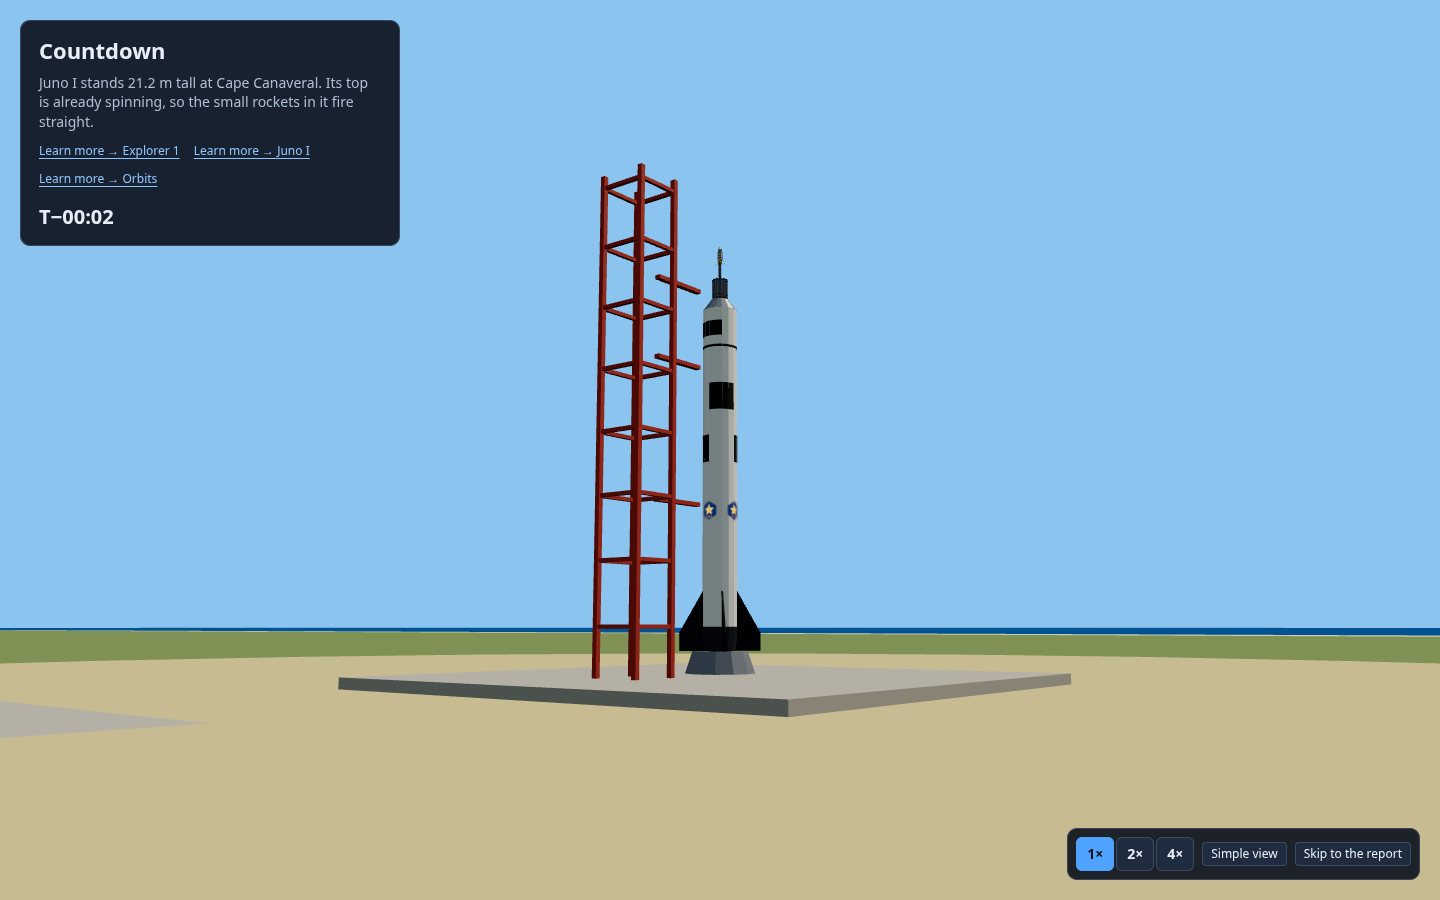 Countdown
Juno I stands 21.2 m tall at Cape Canaveral. Its top
is already spinning, so the small rockets in it fire
straight.
Learn more → Explorer 1 Learn more → Juno I
Learn more → Orbits
T−00:02
1× 2× 4× Simple view Skip to the report